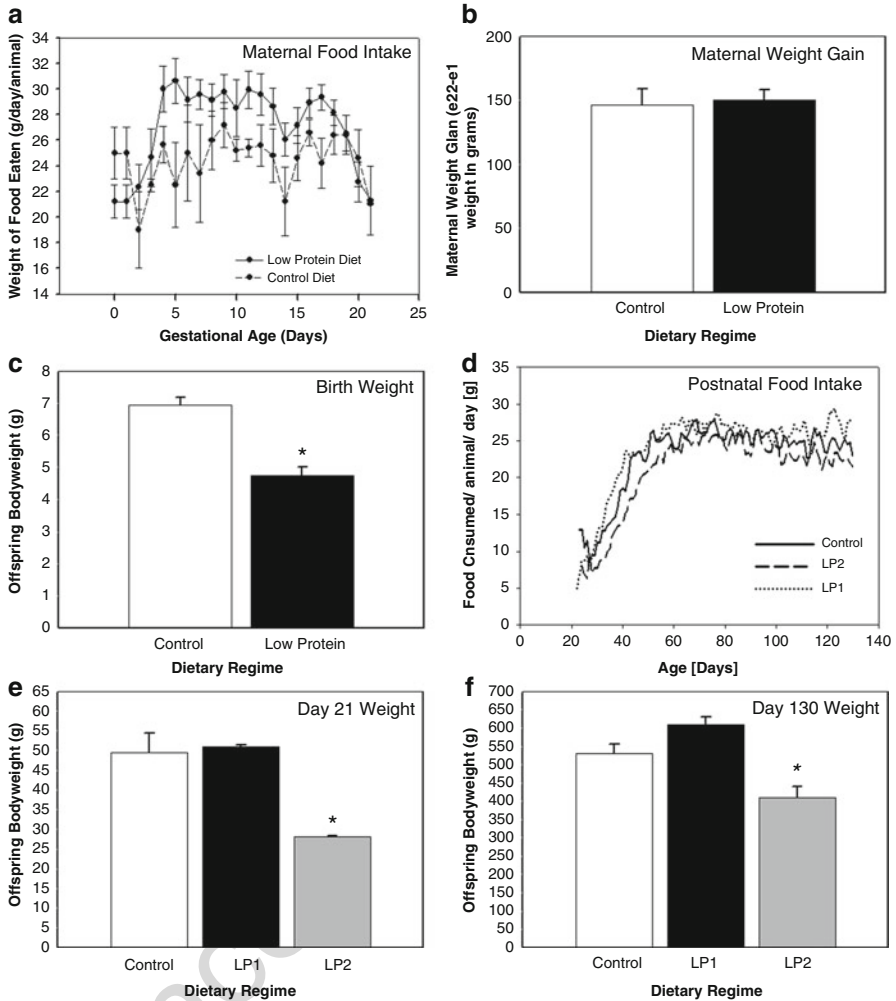 a
Maternal Food Intake
Weight of Food Eaten (g/day/animal)
34
32
30
28
26
24
22
20
18
16
14
Low Protein Diet
Control Diet
0 5 10 15 20 25
Gestational Age (Days)
b
Maternal Weight Gain
Maternal Weight Gian (e22-e1
weight In grams)
200
150
100
50
0
Control Low Protein
Dietary Regime
c
Birth Weight
Offspring Bodyweight (g)
8
7
6
5
4
3
2
1
0
*
Control Low Protein
Dietary Regime
d
Postnatal Food Intake
Food Cnsumed/ animal/ day [g]
35
30
25
20
15
10
5
0
Control
LP2
LP1
0 20 40 60 80 100 120 140
Age [Days]
e
Day 21 Weight
Offspring Bodyweight (g)
65
60
55
50
45
40
35
30
25
20
15
10
5
0
*
Control LP1 LP2
Dietary Regime
f
Day 130 Weight
Offspring Bodyweight (g)
700
650
600
550
500
450
400
350
300
250
200
150
100
50
0
*
Control LP1 LP2
Dietary Regime